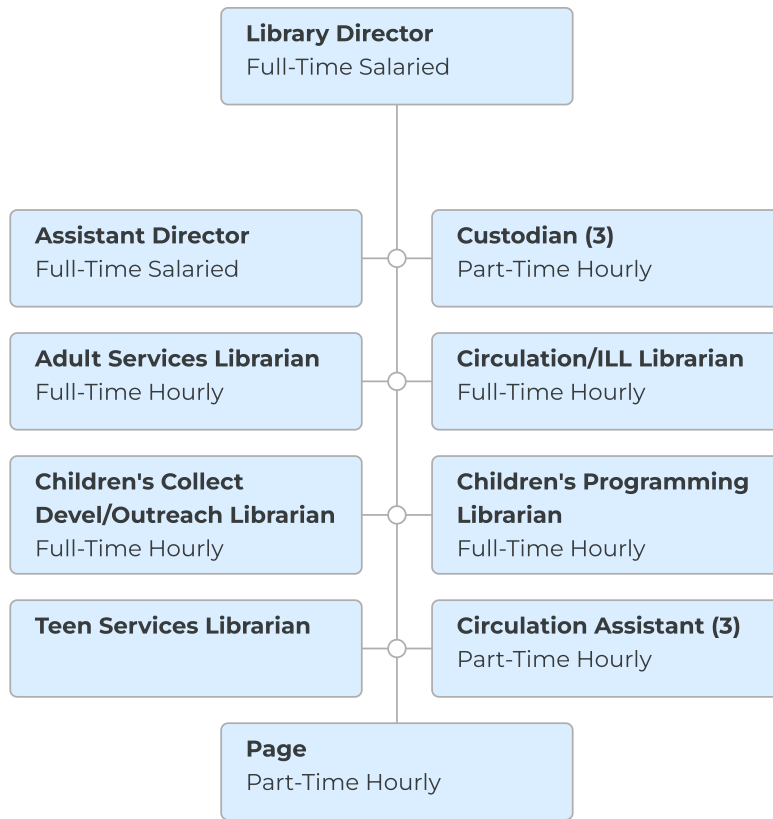 Library Director
Full-Time Salaried
Assistant Director
Full-Time Salaried
Custodian (3)
Part-Time Hourly
Adult Services Librarian
Full-Time Hourly
Circulation/ILL Librarian
Full-Time Hourly
Children's Collect
Devel/Outreach Librarian
Full-Time Hourly
Children's Programming
Librarian
Full-Time Hourly
Teen Services Librarian
Circulation Assistant (3)
Part-Time Hourly
Page
Part-Time Hourly